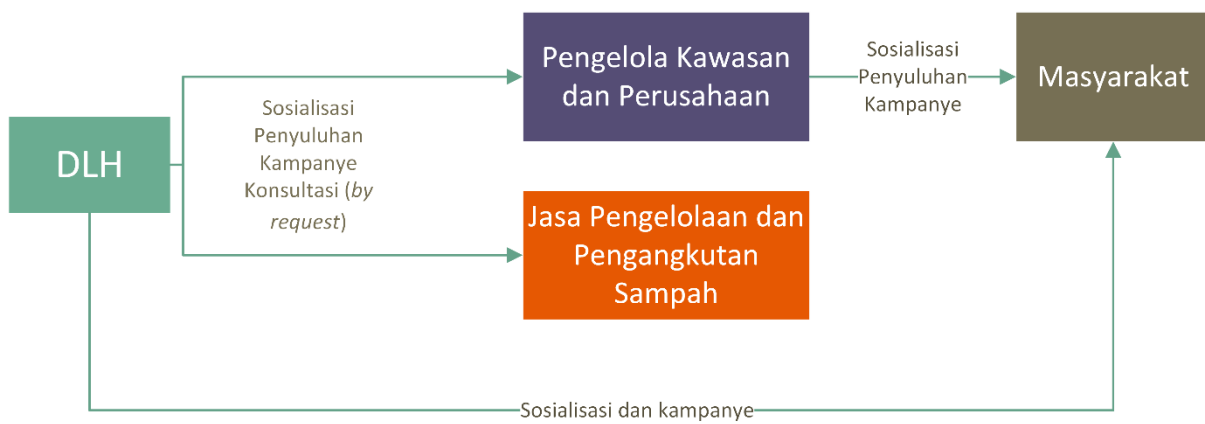 DLH
Sosialisasi
Penyuluhan
Kampanye
Konsultasi (by
request)
Pengelola Kawasan
dan Perusahaan
Jasa Pengelolaan dan
Pengangkutan
Sampah
Sosialisasi
Penyuluhan
Kampanye
Masyarakat
Sosialisasi dan kampanye